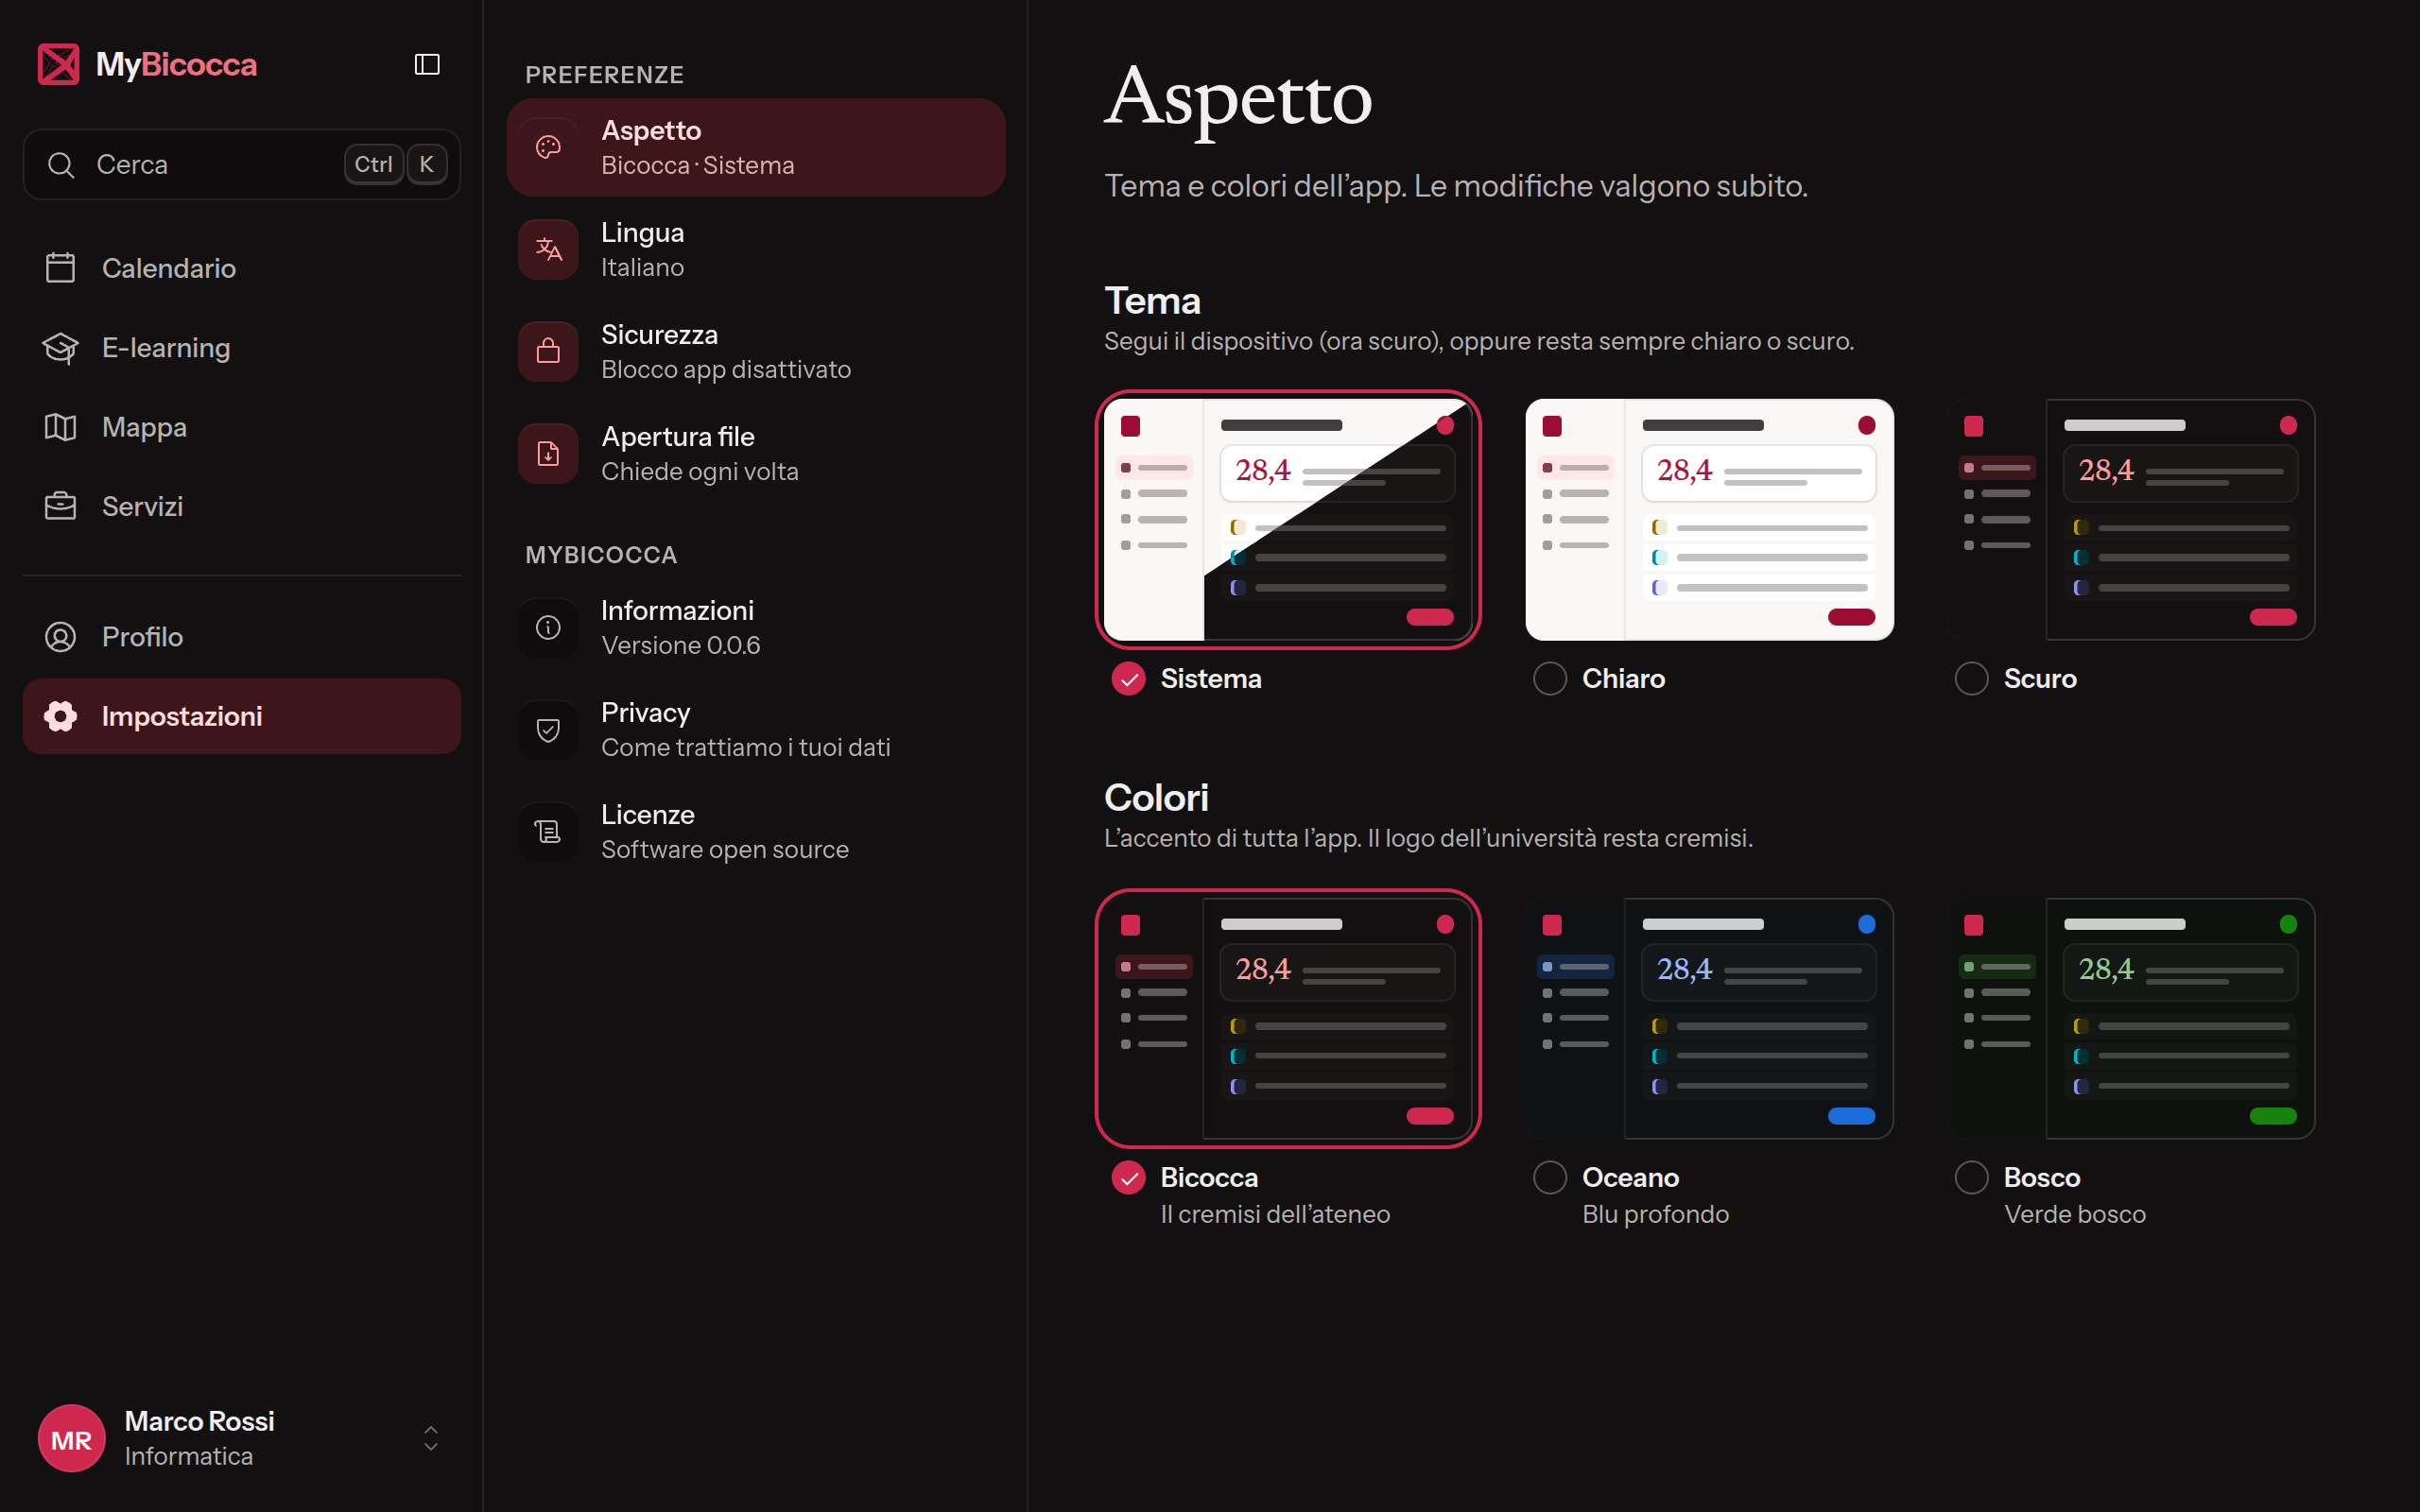 MyBicocca
Cerca
Ctrl K
Calendario
E-learning
Mappa
Servizi
Profilo
Impostazioni
MR
Marco Rossi
Informatica
PREFERENZE
Aspetto
Bicocca · Sistema
Lingua
Italiano
Sicurezza
Blocco app disattivato
Apertura file
Chiede ogni volta
MYBICOCCA
Informazioni
Versione 0.0.6
Privacy
Come trattiamo i tuoi dati
Licenze
Software open source
Aspetto
Tema e colori dell’app. Le modifiche valgono subito.
Tema
Segui il dispositivo (ora scuro), oppure resta sempre chiaro o scuro.
28,4
28,4
28,4
Sistema
Chiaro
Scuro
Colori
L’accento di tutta l’app. Il logo dell’università resta cremisi.
28,4
28,4
28,4
Bicocca
Il cremisi dell’ateneo
Oceano
Blu profondo
Bosco
Verde bosco